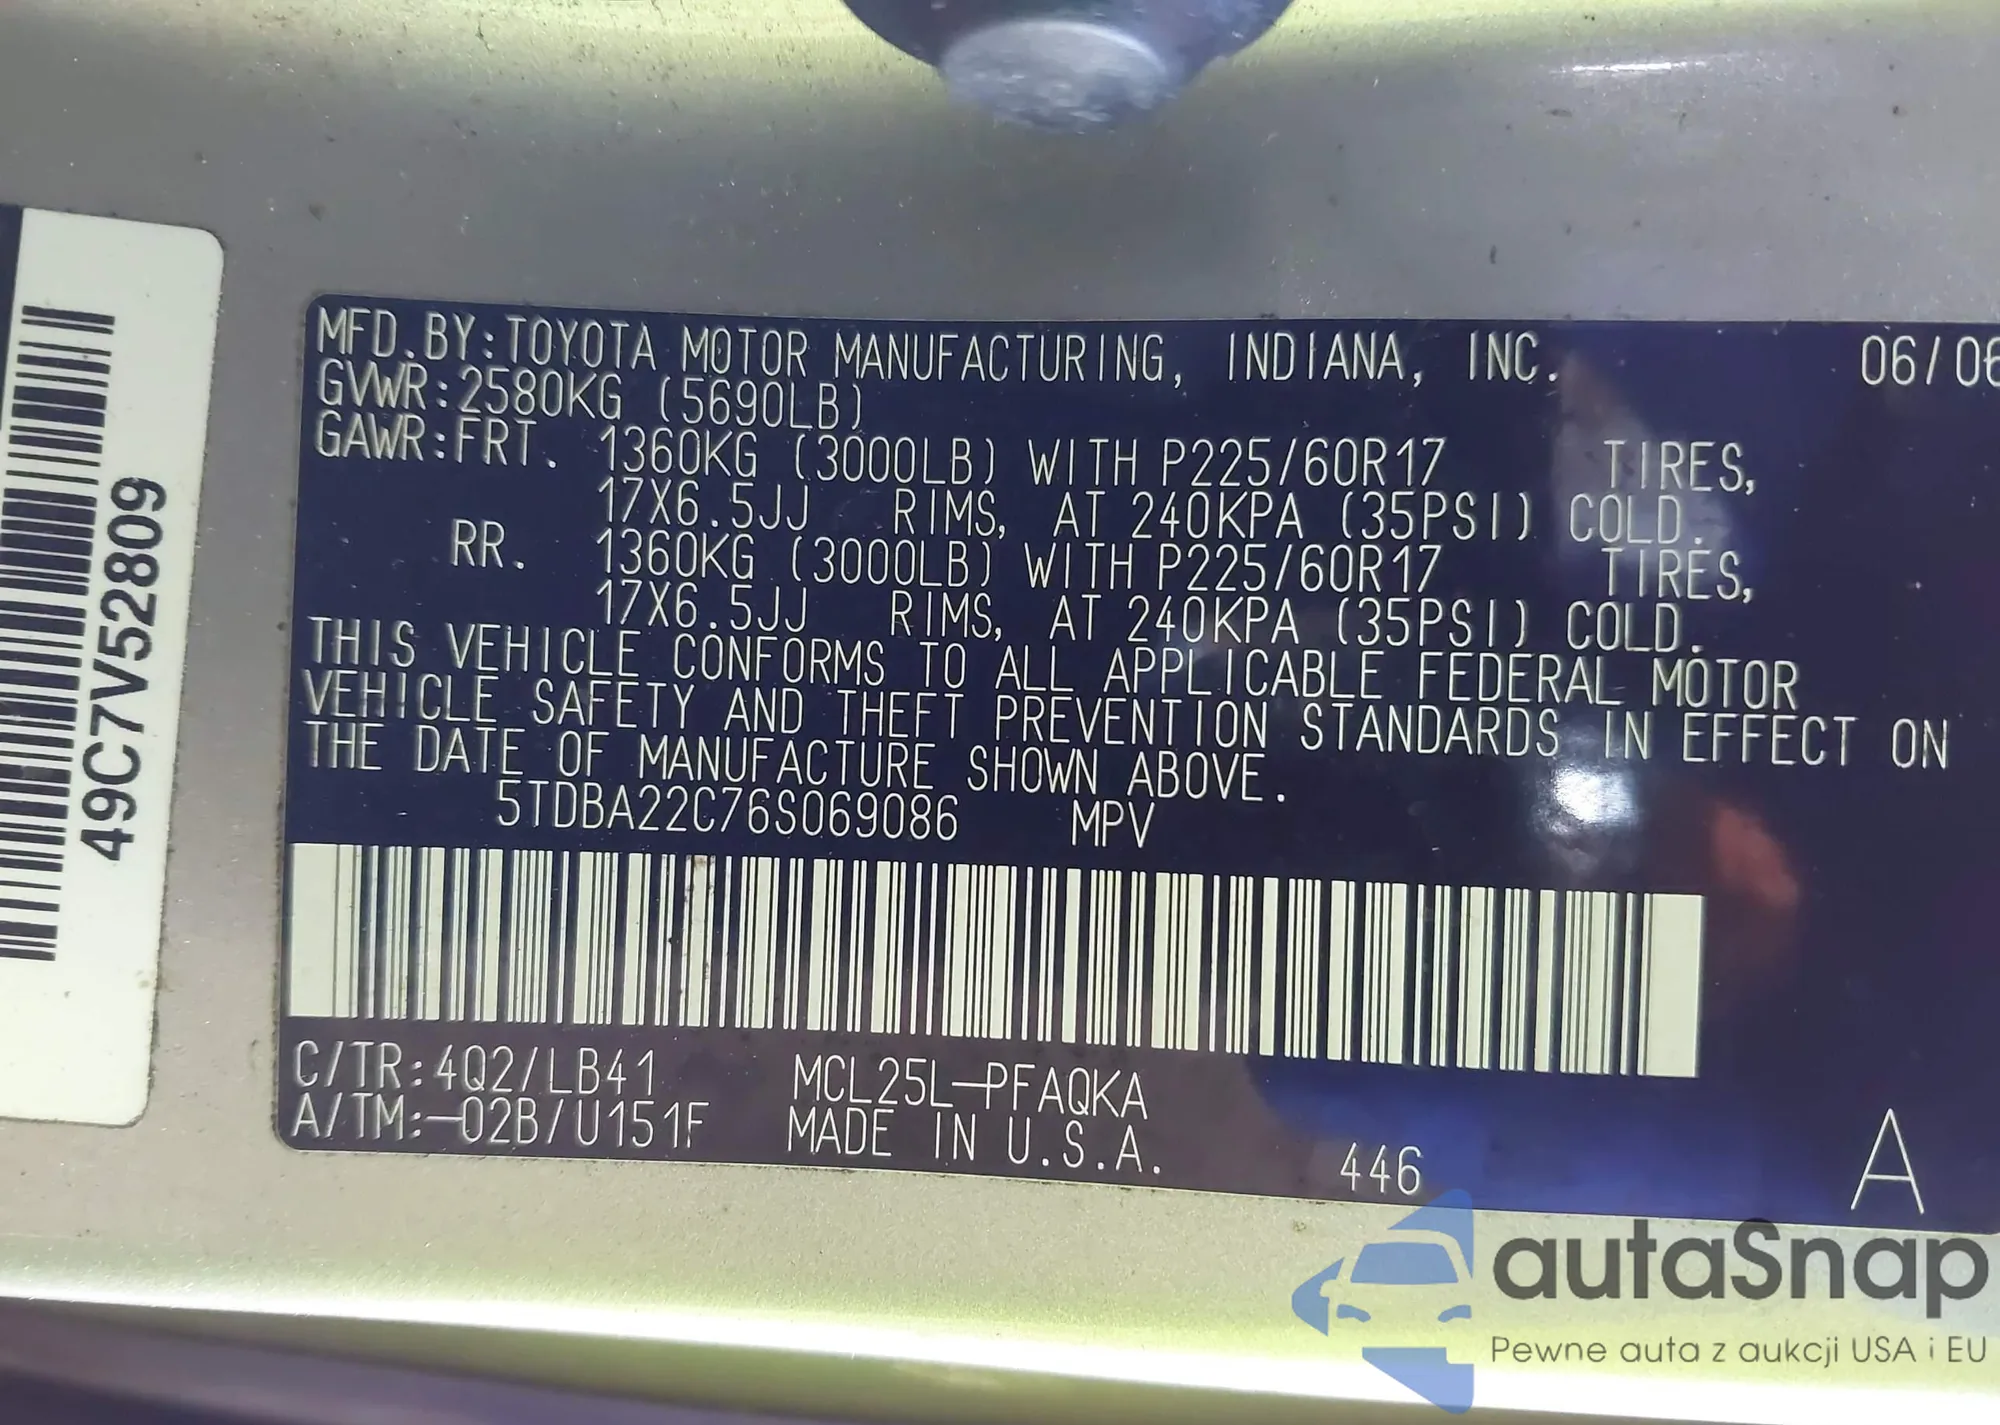 49C7V52809
MFD.BY:TOYOTA MOTOR MANUFACTURING, INDIANA, INC. 06/06
GVWR:2580KG (5690LB)
GAWR:FRT. 1360KG (3000LB) WITH P225/60R17 TIRES,
17X6.5JJ RIMS, AT 240KPA (35PSI) COLD.
RR. 1360KG (3000LB) WITH P225/60R17 TIRES,
17X6.5JJ RIMS, AT 240KPA (35PSI) COLD.
THIS VEHICLE CONFORMS TO ALL APPLICABLE FEDERAL MOTOR
VEHICLE SAFETY AND THEFT PREVENTION STANDARDS IN EFFECT ON
THE DATE OF MANUFACTURE SHOWN ABOVE.
5TDBA22C76S069086 MPV
C/TR:4Q2/LB41 MCL25L-PFAQKA
A/TM:-02B/U151F MADE IN U.S.A. 446 A
autaSnap
Pewne auta z aukcji USA i EU